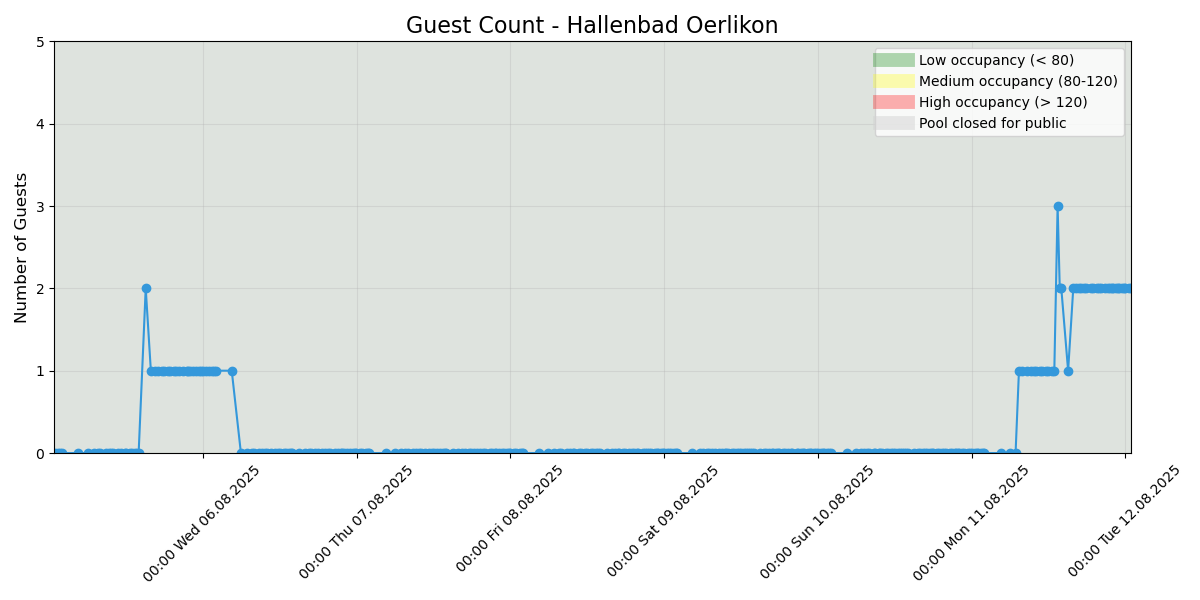 Guest Count - Hallenbad Oerlikon
Number of Guests
5
4
3
2
1
0
Low occupancy (< 80)
Medium occupancy (80-120)
High occupancy (> 120)
Pool closed for public
00:00 Wed 06.08.2025
00:00 Thu 07.08.2025
00:00 Fri 08.08.2025
00:00 Sat 09.08.2025
00:00 Sun 10.08.2025
00:00 Mon 11.08.2025
00:00 Tue 12.08.2025